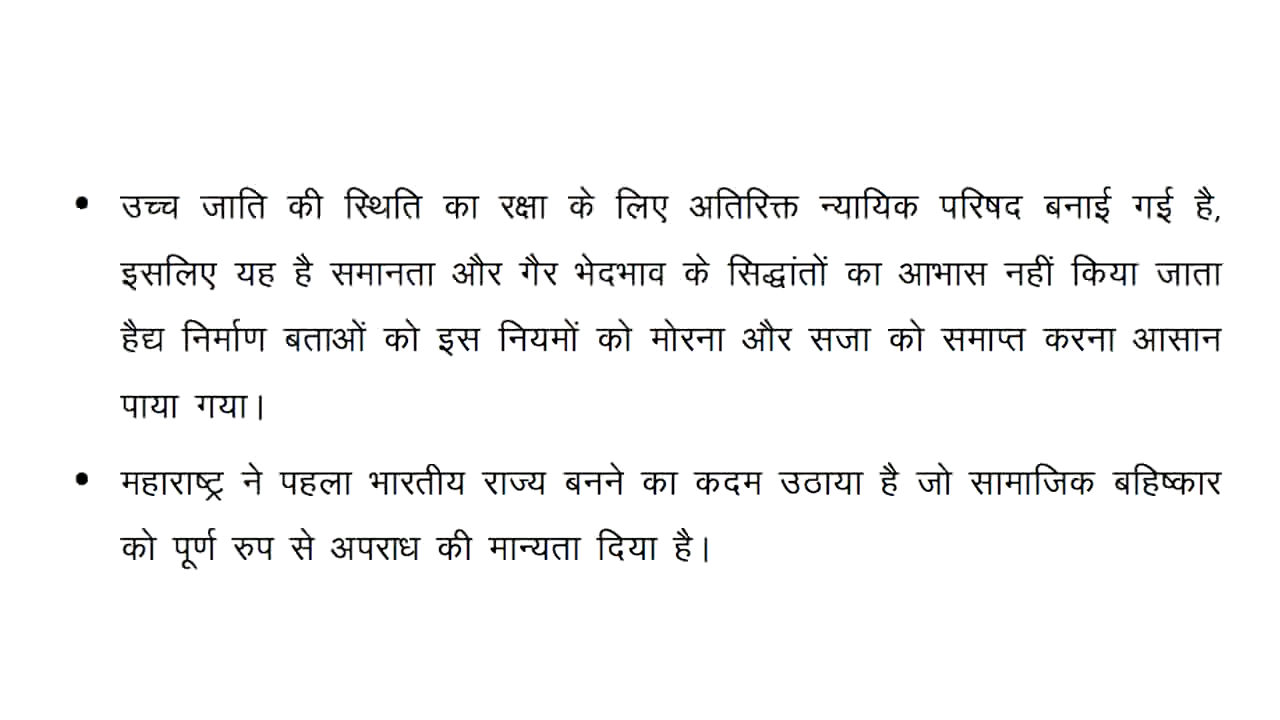 • उच्च जाति की स्थिति का रक्षा के लिए अतिरिक्त न्यायिक परिषद बनाई गई है,
इसलिए यह है समानता और गैर भेदभाव के सिद्धांतों का आभास नहीं किया जाता
हैद्य निर्माण बताओं को इस नियमों को मोरना और सजा को समाप्त करना आसान
पाया गया।
• महाराष्ट्र ने पहला भारतीय राज्य बनने का कदम उठाया है जो सामाजिक बहिष्कार
को पूर्ण रुप से अपराध की मान्यता दिया है।